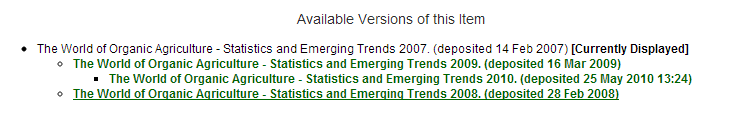 Available Versions of this Item
The World of Organic Agriculture - Statistics and Emerging Trends 2007. (deposited 14 Feb 2007) [Currently Displayed]
The World of Organic Agriculture - Statistics and Emerging Trends 2009. (deposited 16 Mar 2009)
The World of Organic Agriculture - Statistics and Emerging Trends 2010. (deposited 25 May 2010 13:24)
The World of Organic Agriculture - Statistics and Emerging Trends 2008. (deposited 28 Feb 2008)